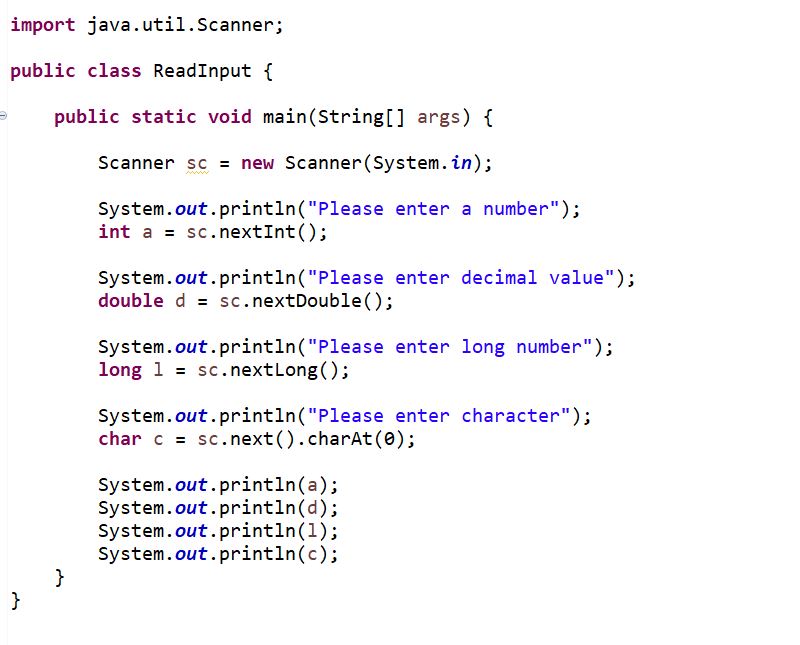 import java.util.Scanner;
public class ReadInput {
public static void main(String[] args) {
Scanner sc = new Scanner(System.in);
System.out.println("Please enter a number");
int a = sc.nextInt();
System.out.println("Please enter decimal value");
double d = sc.nextDouble();
System.out.println("Please enter long number");
long l = sc.nextLong();
System.out.println("Please enter character");
char c = sc.next().charAt(0);
System.out.println(a);
System.out.println(d);
System.out.println(l);
System.out.println(c);
}
}